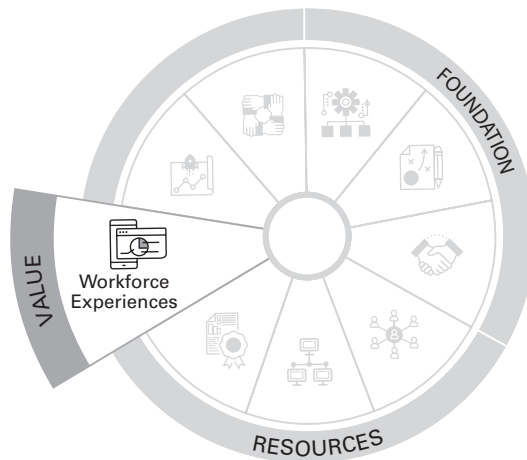 FOUNDATION
VALUE
Workforce
Experiences
RESOURCES